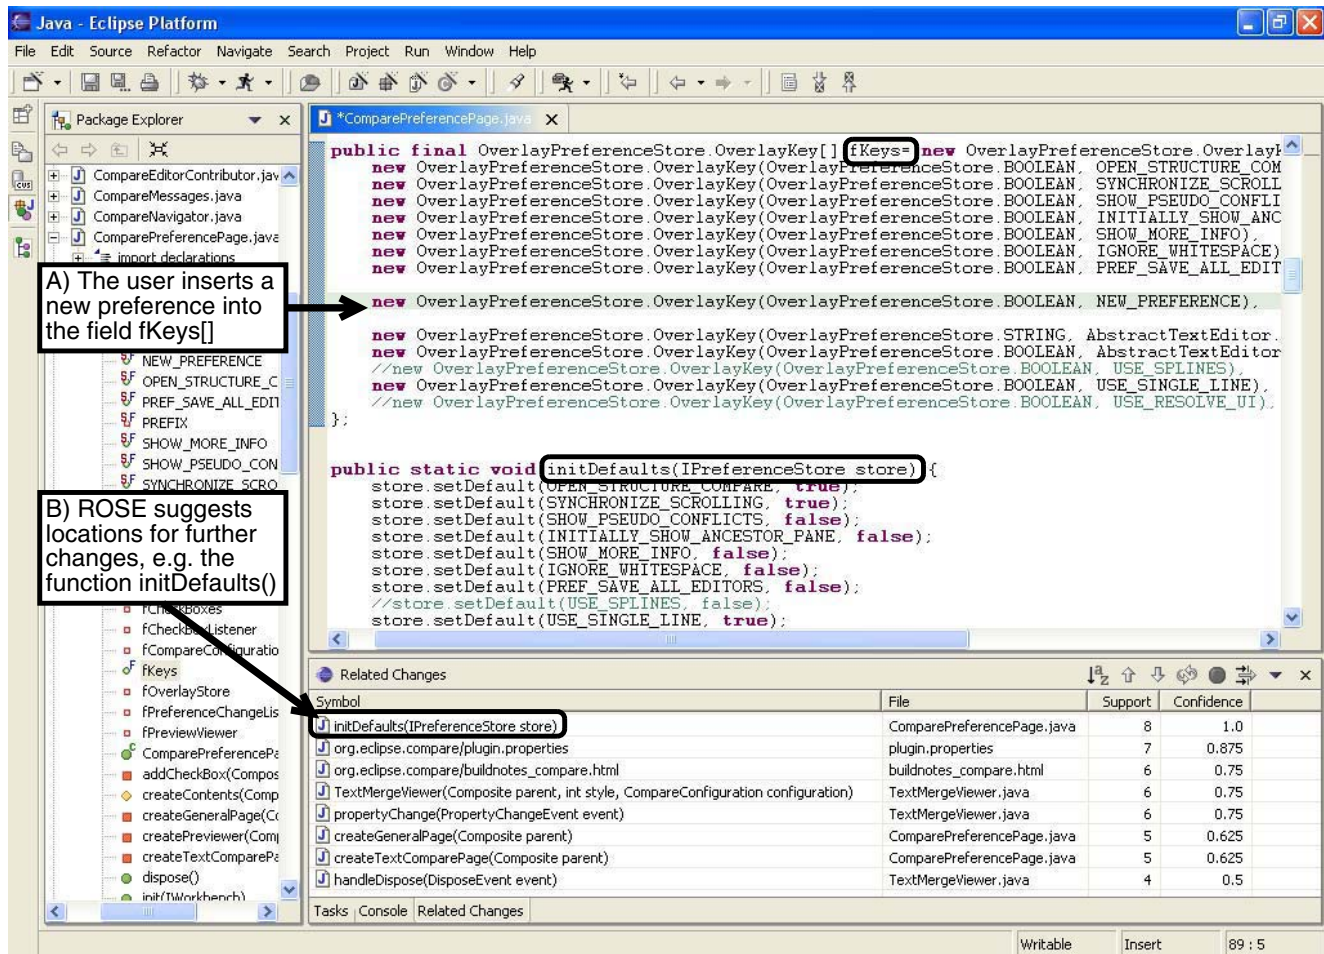 Java - Eclipse Platform
File Edit Source Refactor Navigate Search Project Run Window Help
Package Explorer
*ComparePreferencePage.java
CompareEditorContributor.jav
CompareMessages.java
CompareNavigator.java
ComparePreferencePage.java
import declarations
A) The user inserts a
new preference into
the field fKeys[]
NEW_PREFERENCE
OPEN_STRUCTURE_C
PREF_SAVE_ALL_EDIT
PREFIX
SHOW_MORE_INFO
SHOW_PSEUDO_CON
SYNCHRONIZE_SCRO
B) ROSE suggests
locations for further
changes, e.g. the
function initDefaults()
fCheckBoxes
fCheckBoxListener
fCompareConfiguratio
fKeys
fOverlayStore
fPreferenceChangeLis
fPreviewViewer
ComparePreferencePa
addCheckBox(Compos
createContents(Comp
createGeneralPage(Co
createPreviewer(Comp
createTextComparePa
dispose()
init(IWorkbench)
public final OverlayPreferenceStore.OverlayKey[] fKeys= new OverlayPreferenceStore.OverlayK
new OverlayPreferenceStore.OverlayKey(OverlayPreferenceStore.BOOLEAN, OPEN_STRUCTURE_COM
new OverlayPreferenceStore.OverlayKey(OverlayPreferenceStore.BOOLEAN, SYNCHRONIZE_SCROLL
new OverlayPreferenceStore.OverlayKey(OverlayPreferenceStore.BOOLEAN, SHOW_PSEUDO_CONFLI
new OverlayPreferenceStore.OverlayKey(OverlayPreferenceStore.BOOLEAN, INITIALLY_SHOW_ANC
new OverlayPreferenceStore.OverlayKey(OverlayPreferenceStore.BOOLEAN, SHOW_MORE_INFO),
new OverlayPreferenceStore.OverlayKey(OverlayPreferenceStore.BOOLEAN, IGNORE_WHITESPACE)
new OverlayPreferenceStore.OverlayKey(OverlayPreferenceStore.BOOLEAN, PREF_SAVE_ALL_EDIT
new OverlayPreferenceStore.OverlayKey(OverlayPreferenceStore.BOOLEAN, NEW_PREFERENCE),
new OverlayPreferenceStore.OverlayKey(OverlayPreferenceStore.STRING, AbstractTextEditor.
new OverlayPreferenceStore.OverlayKey(OverlayPreferenceStore.BOOLEAN, AbstractTextEditor
//new OverlayPreferenceStore.OverlayKey(OverlayPreferenceStore.BOOLEAN, USE_SPLINES),
new OverlayPreferenceStore.OverlayKey(OverlayPreferenceStore.BOOLEAN, USE_SINGLE_LINE),
//new OverlayPreferenceStore.OverlayKey(OverlayPreferenceStore.BOOLEAN, USE_RESOLVE_UI),
};
public static void initDefaults(IPreferenceStore store) {
store.setDefault(OPEN_STRUCTURE_COMPARE, true);
store.setDefault(SYNCHRONIZE_SCROLLING, true);
store.setDefault(SHOW_PSEUDO_CONFLICTS, false);
store.setDefault(INITIALLY_SHOW_ANCESTOR_PANE, false);
store.setDefault(SHOW_MORE_INFO, false);
store.setDefault(IGNORE_WHITESPACE, false);
store.setDefault(PREF_SAVE_ALL_EDITORS, false);
//store.setDefault(USE_SPLINES, false);
store.setDefault(USE_SINGLE_LINE, true);
Related Changes
Symbol File Support Confidence
initDefaults(IPreferenceStore store) ComparePreferencePage.java 8 1.0
org.eclipse.compare/plugin.properties plugin.properties 7 0.875
org.eclipse.compare/buildnotes_compare.html buildnotes_compare.html 6 0.75
TextMergeViewer(Composite parent, int style, CompareConfiguration configuration) TextMergeViewer.java 6 0.75
propertyChange(PropertyChangeEvent event) TextMergeViewer.java 6 0.75
createGeneralPage(Composite parent) ComparePreferencePage.java 5 0.625
createTextComparePage(Composite parent) ComparePreferencePage.java 5 0.625
handleDispose(DisposeEvent event) TextMergeViewer.java 4 0.5
Tasks Console Related Changes
Writable Insert 89 : 5